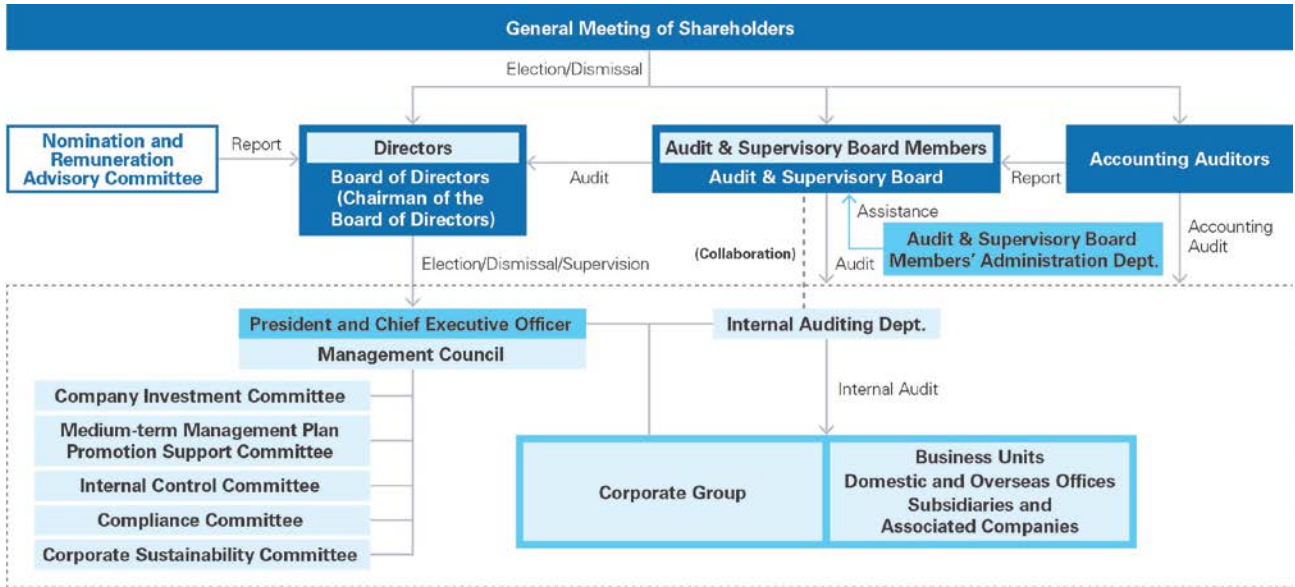 General Meeting of Shareholders
Election/Dismissal
Nomination and
Remuneration
Advisory Committee
Report
Directors
Board of Directors
(Chairman of the
Board of Directors)
Audit
Audit & Supervisory Board Members
Audit & Supervisory Board
Report
Accounting Auditors
Assistance
Audit & Supervisory Board
Members’ Administration Dept.
Accounting
Audit
Election/Dismissal/Supervision
(Collaboration)
Audit
President and Chief Executive Officer
Management Council
Internal Auditing Dept.
Internal Audit
Company Investment Committee
Medium-term Management Plan
Promotion Support Committee
Internal Control Committee
Compliance Committee
Corporate Sustainability Committee
Corporate Group
Business Units
Domestic and Overseas Offices
Subsidiaries and
Associated Companies